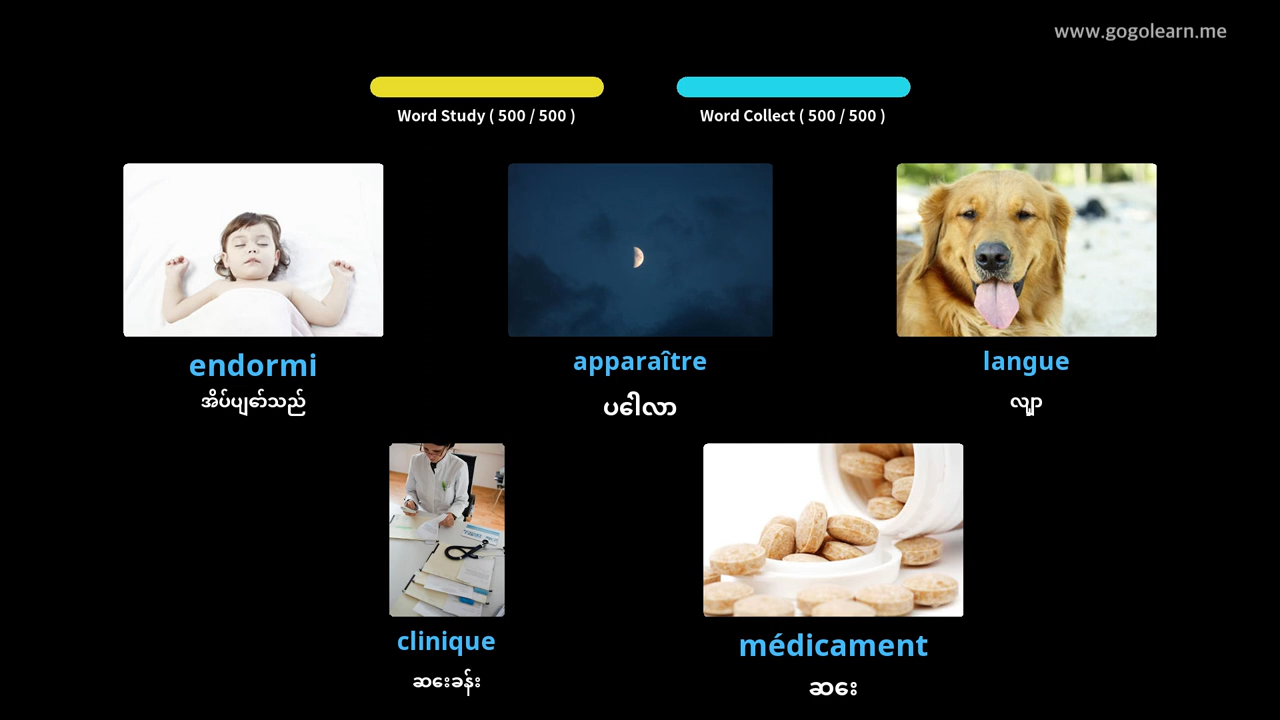 www.gogolearn.me
Word Study ( 500 / 500 )
Word Collect ( 500 / 500 )
endormi
အိပ်ပျော်သည်
apparaître
ပေါ်လာ
langue
လျှာ
clinique
ဆေးခန်း
médicament
ဆေး